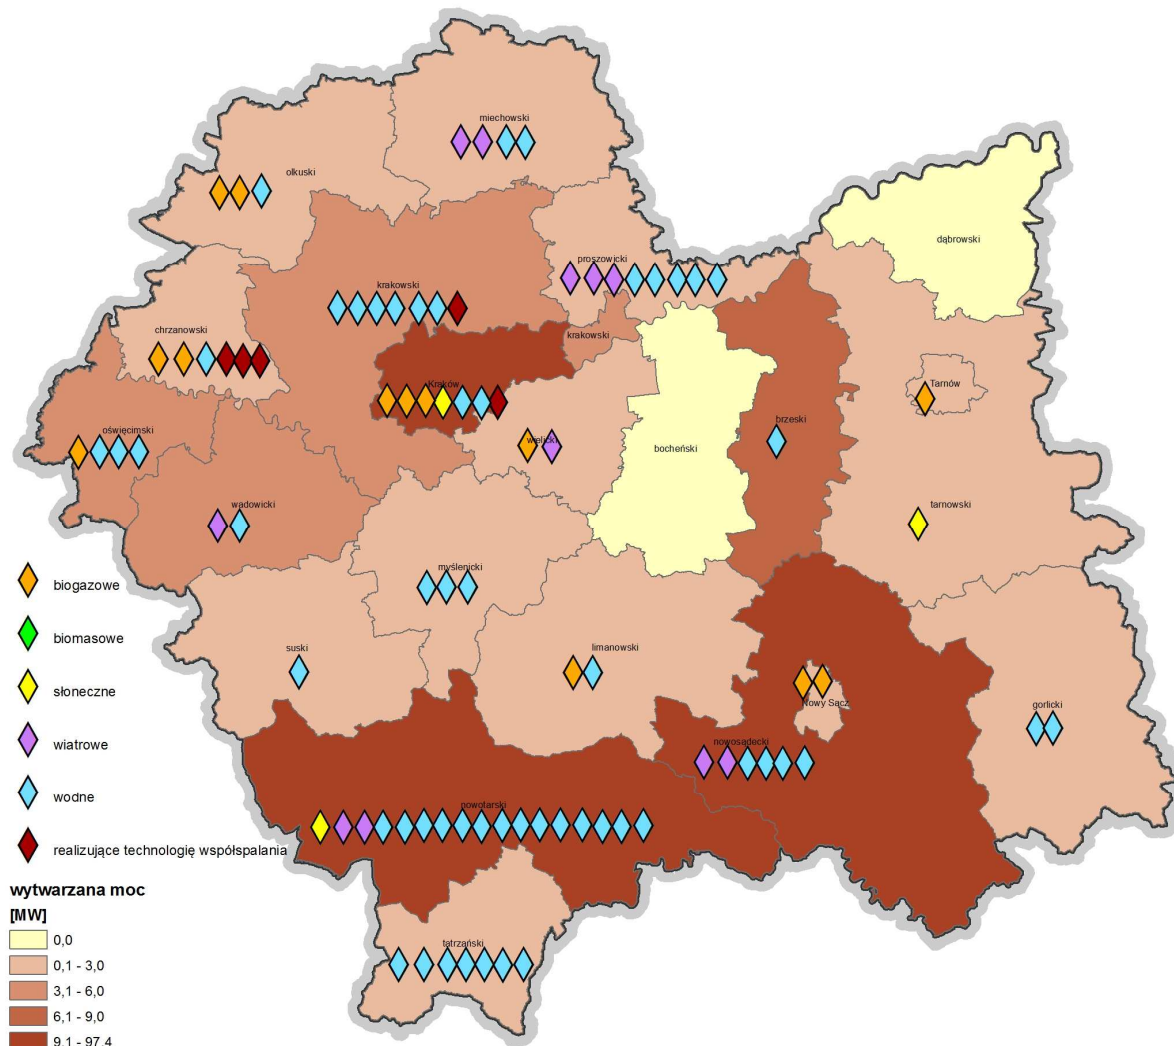 miechowski
olkuski
dąbrowski
proszowicki
krakowski
krakowski
chrzanowski
Kraków
Tarnów
oświęcimski
brzeski
wielicki
bocheński
wadowicki
tarnowski
myślenicki
biogazowe
biomasowe
suski
limanowski
słoneczne
Nowy Sącz
gorlicki
wiatrowe
nowosądecki
wodne
nowotarski
realizujące technologię współspalania
wytwarzana moc
[MW]
0,0
tatrzański
0,1 - 3,0
3,1 - 6,0
6,1 - 9,0
9,1 - 97,4